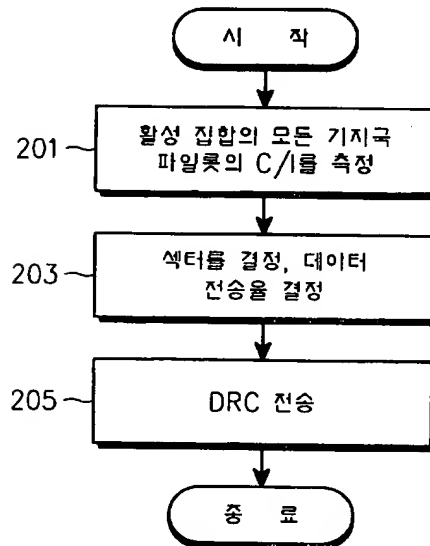 시 작
201
활성 집합의 모든 기지국
파일롯의 C/I를 측정
203
섹터를 결정, 데이터
전송율 결정
205
DRC 전송
종 료